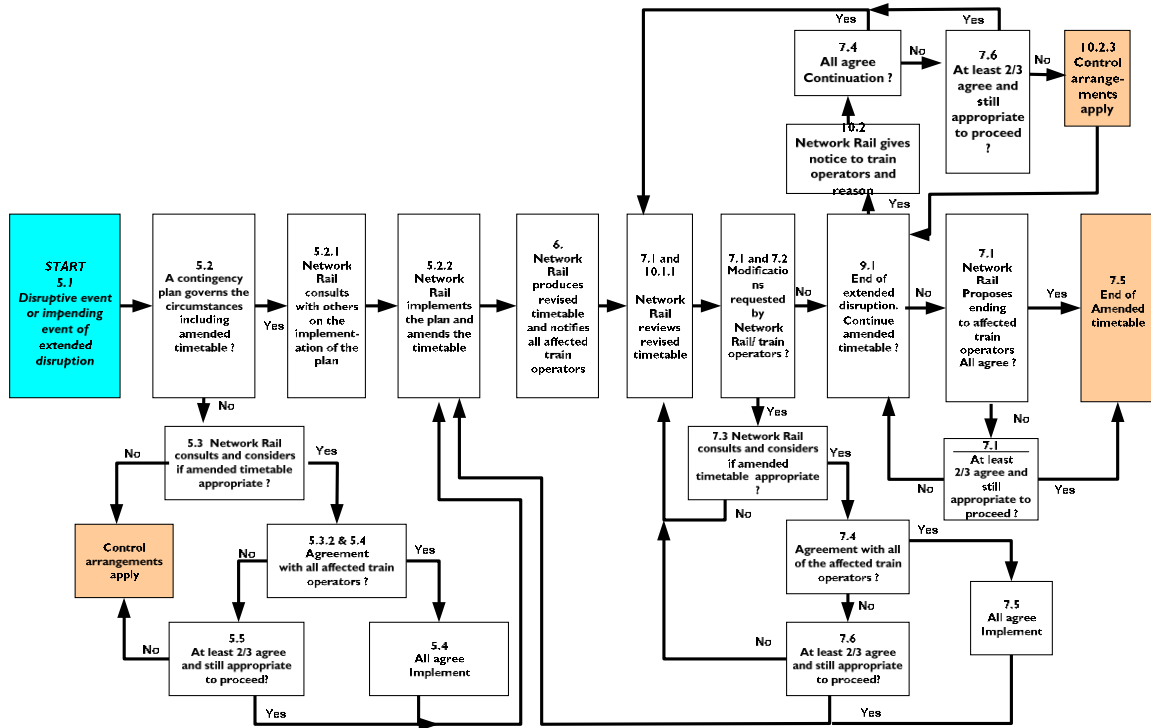 Yes
Yes
7.4
All agree
Continuation ?
No
7.6
At least 2/3
agree and
still
appropriate
to proceed
?
No
10.2.3
Control
arrange-
ments
apply
10.2
Network Rail gives
notice to train
operators and
reason
Yes
START
5.1
Disruptive event
or impending
event of
extended
disruption
5.2
A contingency
plan governs the
circumstances
including
amended
timetable ?
Yes
5.2.1
Network
Rail
consults
with others
on the
implement-
ation of the
plan
5.2.2
Network
Rail
implements
the plan and
amends the
timetable
6.
Network
Rail
produces
revised
timetable
and notifies
all affected
train
operators
7.1 and
10.1.1
Network
Rail
reviews
revised
timetable
7.1 and 7.2
Modificatio
ns
requested
by
Network
Rail/ train
operators ?
No
9.1
End of
extended
disruption.
Continue
amended
timetable ?
No
7.1
Network
Rail
Proposes
ending
to affected
train
operators
All agree ?
Yes
7.5
End of
Amended
timetable
No
Yes
No
5.3 Network Rail
consults and considers
if amended timetable
appropriate ?
No
Yes
7.3 Network Rail
consults and considers
if amended
timetable appropriate
?
Yes
No
7.1
At least
2/3 agree and
still
appropriate to
proceed ?
No
Yes
Control
arrangements
apply
5.3.2 & 5.4
Agreement
with all affected train
operators ?
No
Yes
7.4
Agreement with all
of the affected train
operators ?
Yes
No
7.5
All agree
Implement
5.5
At least 2/3 agree
and still appropriate
to proceed?
No
Yes
5.4
All agree
Implement
7.6
At least 2/3 agree
and still appropriate
to proceed ?
No
Yes